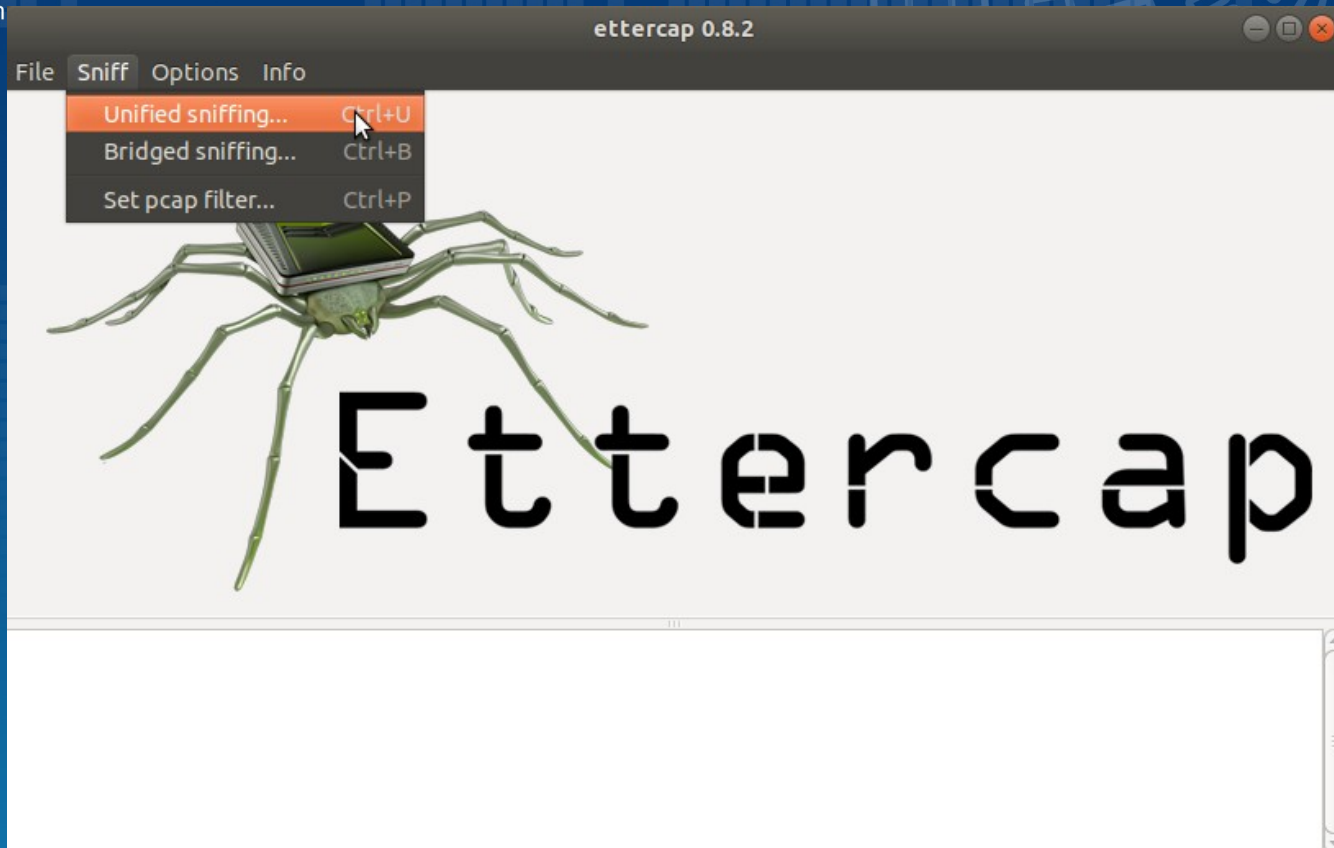 n
ettercap 0.8.2
File Sniff Options Info
Unified sniffing... Ctrl+U
Bridged sniffing... Ctrl+B
Set pcap filter... Ctrl+P
Ettercap